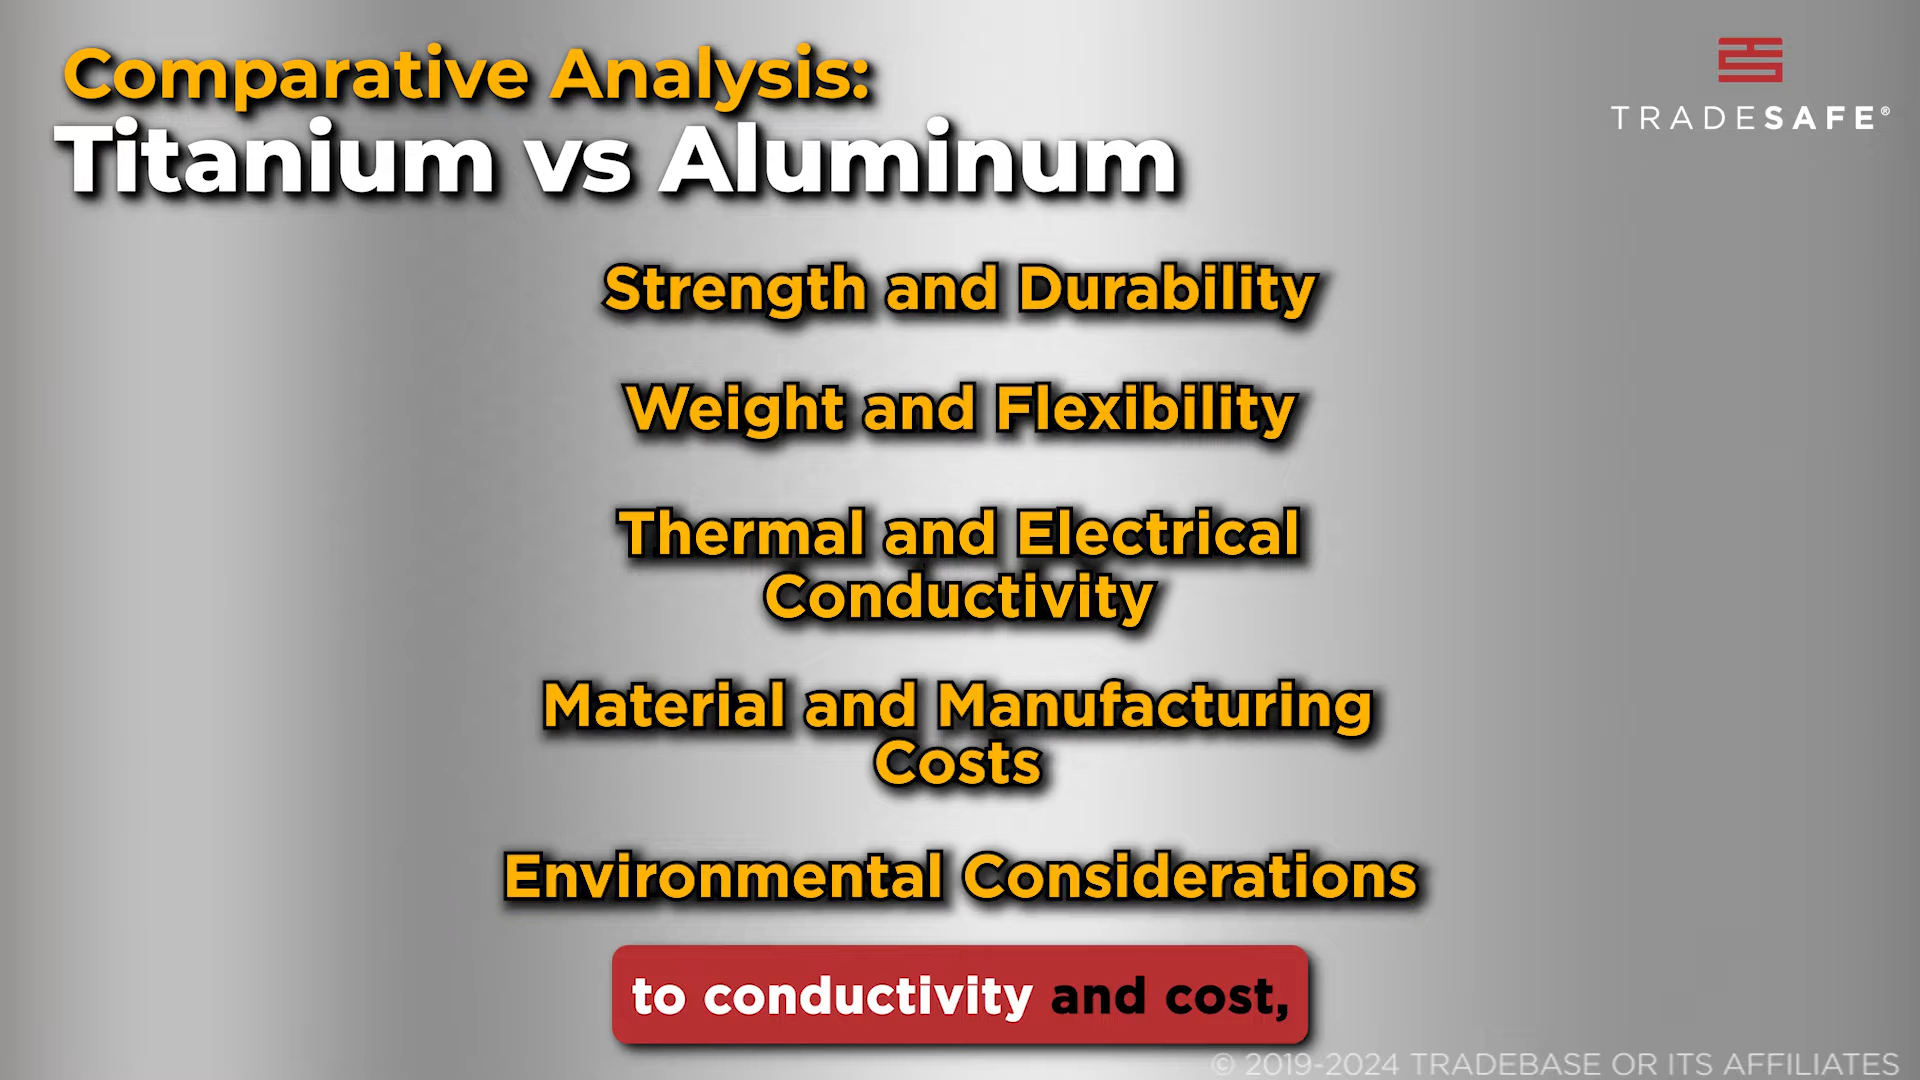 Comparative Analysis:
Titanium vs Aluminum
TRADESAFE®
Strength and Durability
Weight and Flexibility
Thermal and Electrical
Conductivity
Material and Manufacturing
Costs
Environmental Considerations
to conductivity and cost,
© 2019-2024 TRADEBASE OR ITS AFFILIATES